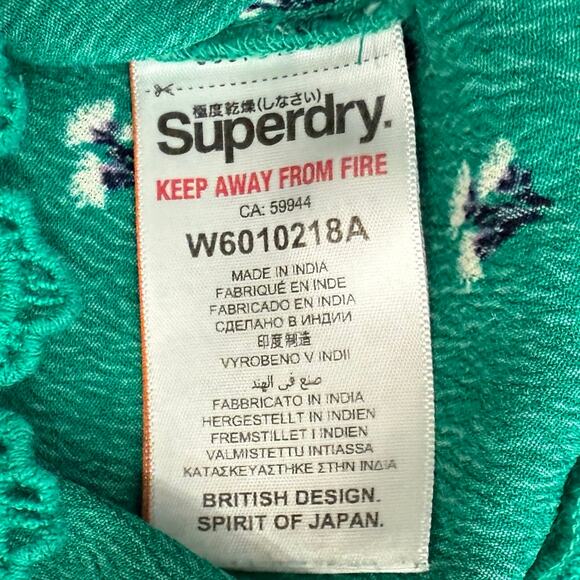 極度乾燥(しなさい)
Superdry.
KEEP AWAY FROM FIRE
CA: 59944
W6010218A
MADE IN INDIA
FABRIQUÉ EN INDE
FABRICADO EN INDIA
СДЕЛАНО В ИНДИИ
印度制造
VYROBENO V INDII
صنع في الهند
FABBRICATO IN INDIA
HERGESTELLT IN INDIEN
FREMSTILLET I INDIEN
VALMISTETTU INTIASSA
ΚΑΤΑΣΚΕΥΑΣΤΗΚΕ ΣΤΗΝ ΙΝΔΙΑ
BRITISH DESIGN.
SPIRIT OF JAPAN.